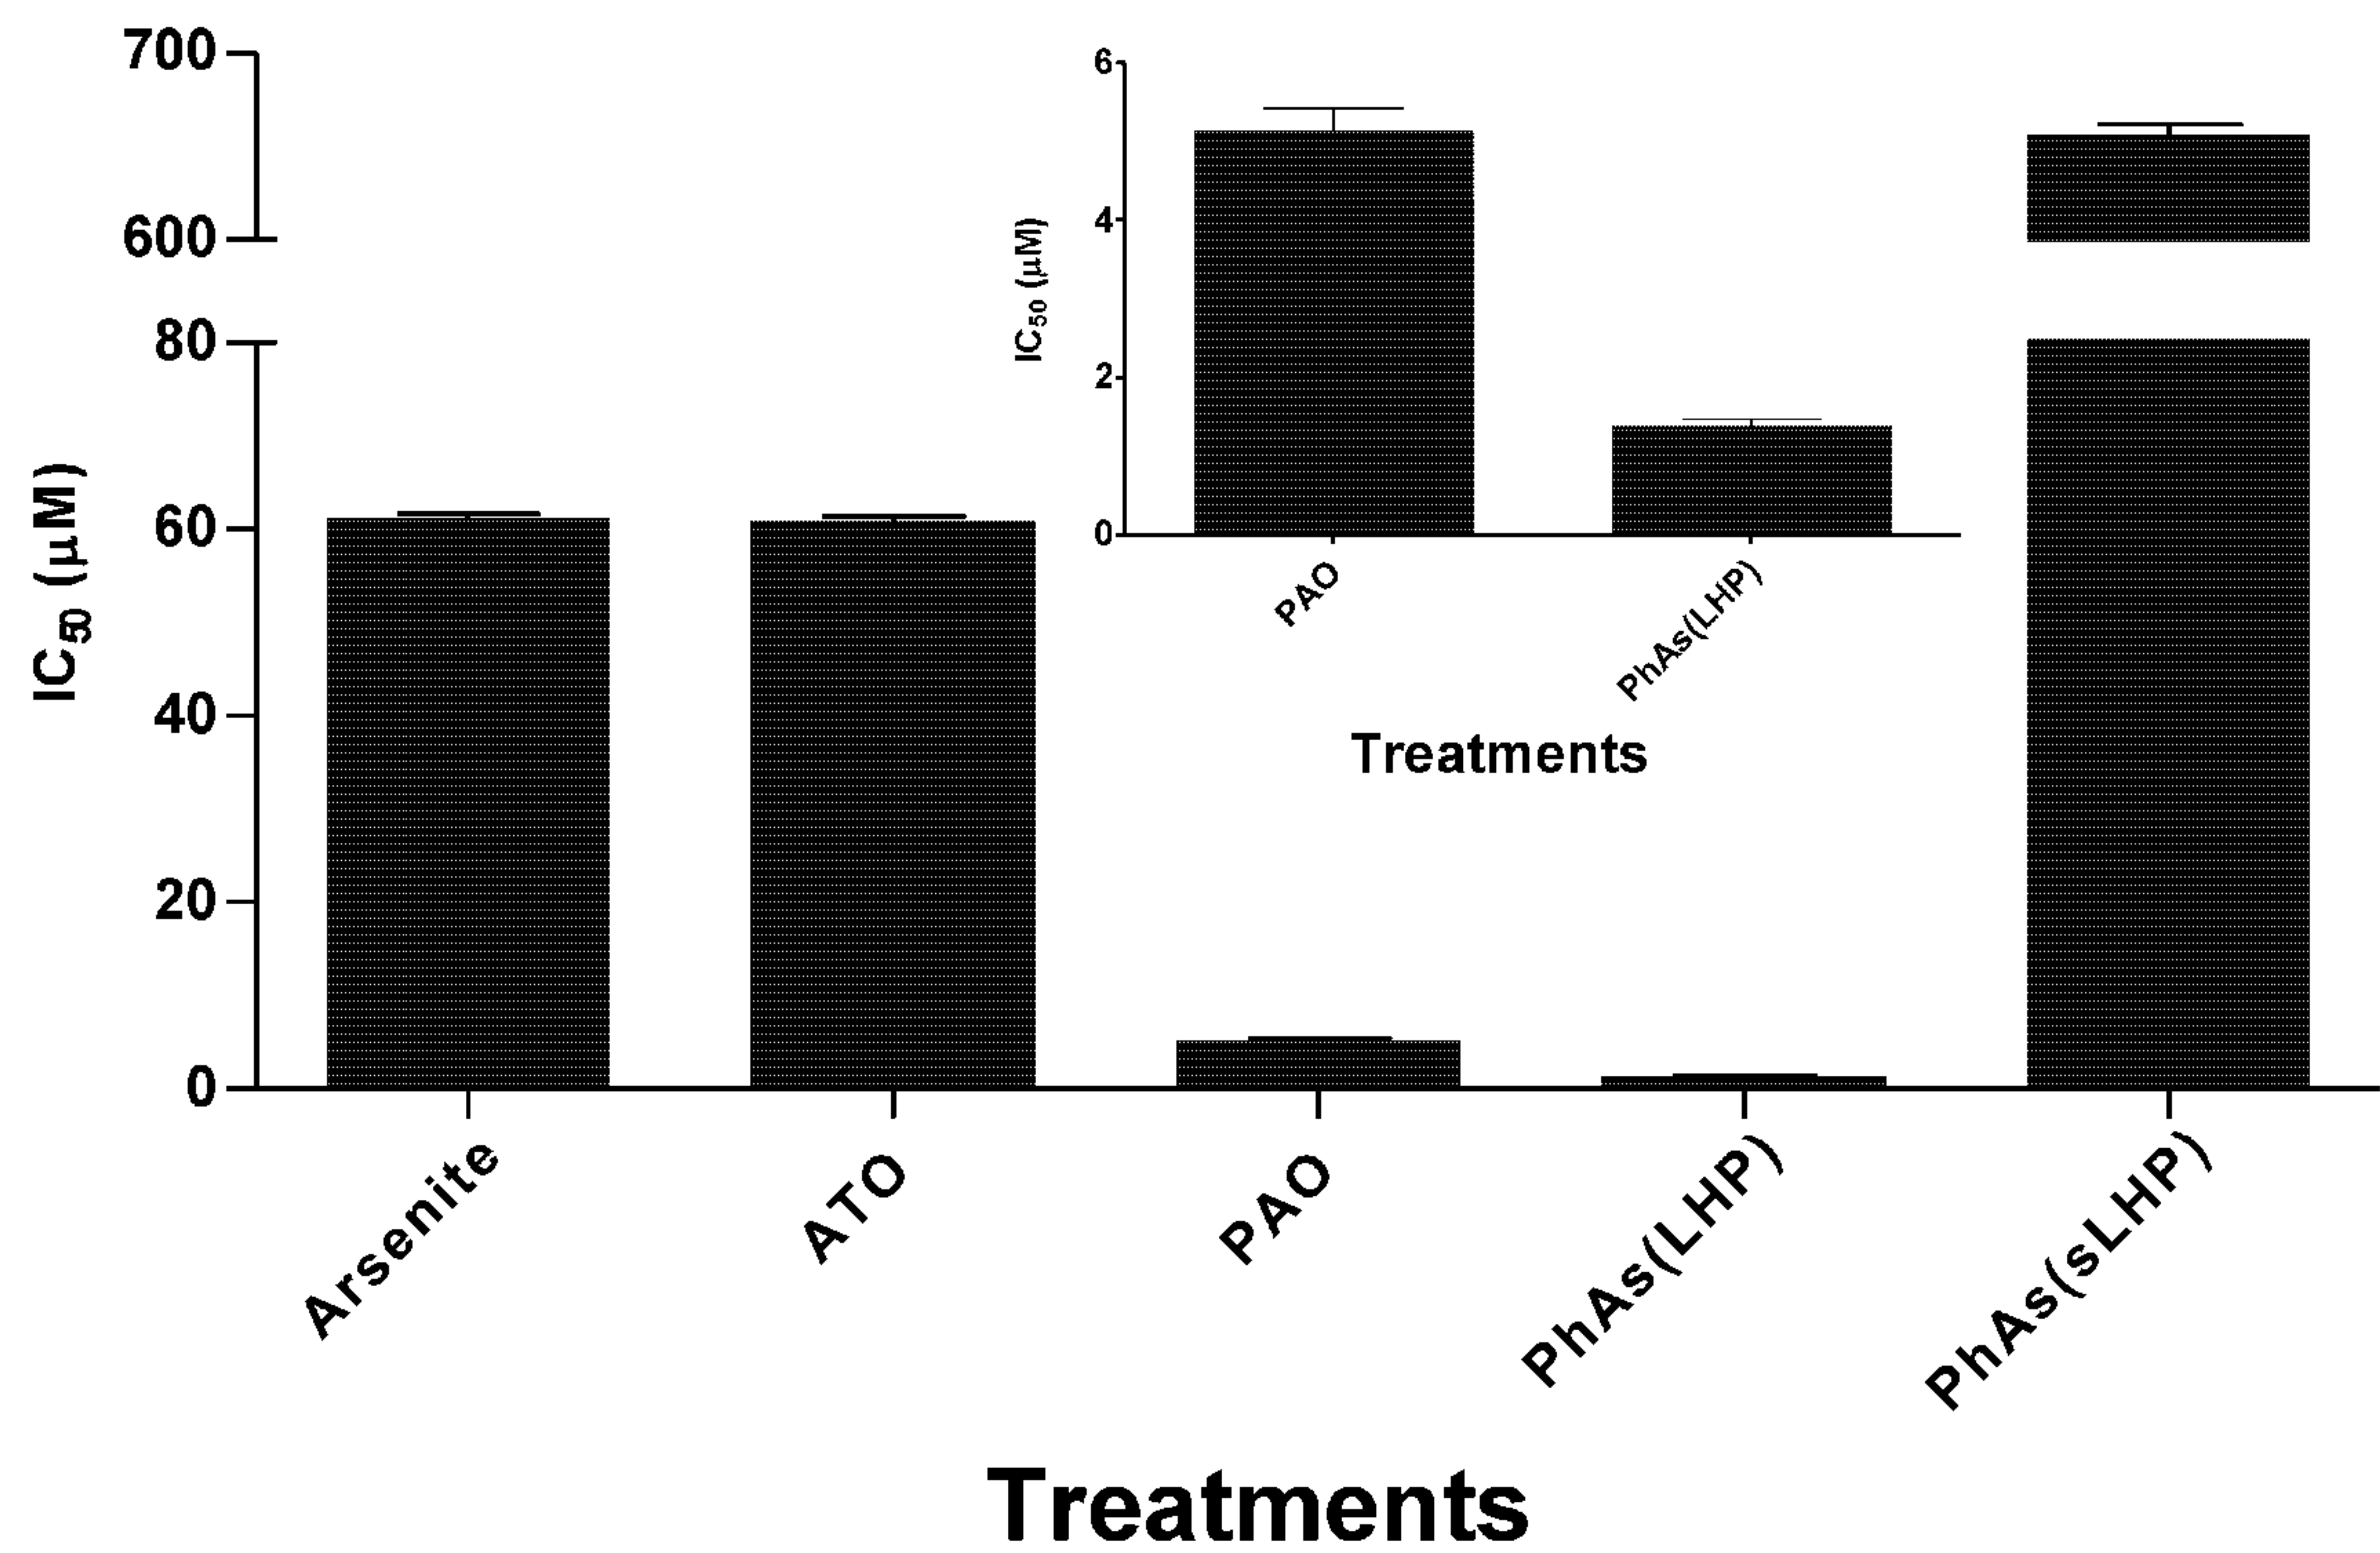 700
600
80
60
40
20
0
IC50 (μM)
6
4
2
0
IC50 (μM)
PAO
PhAs(LHP)
Treatments
Arsenite
ATO
PAO
PhAs(LHP)
PhAs(sLHP)
Treatments